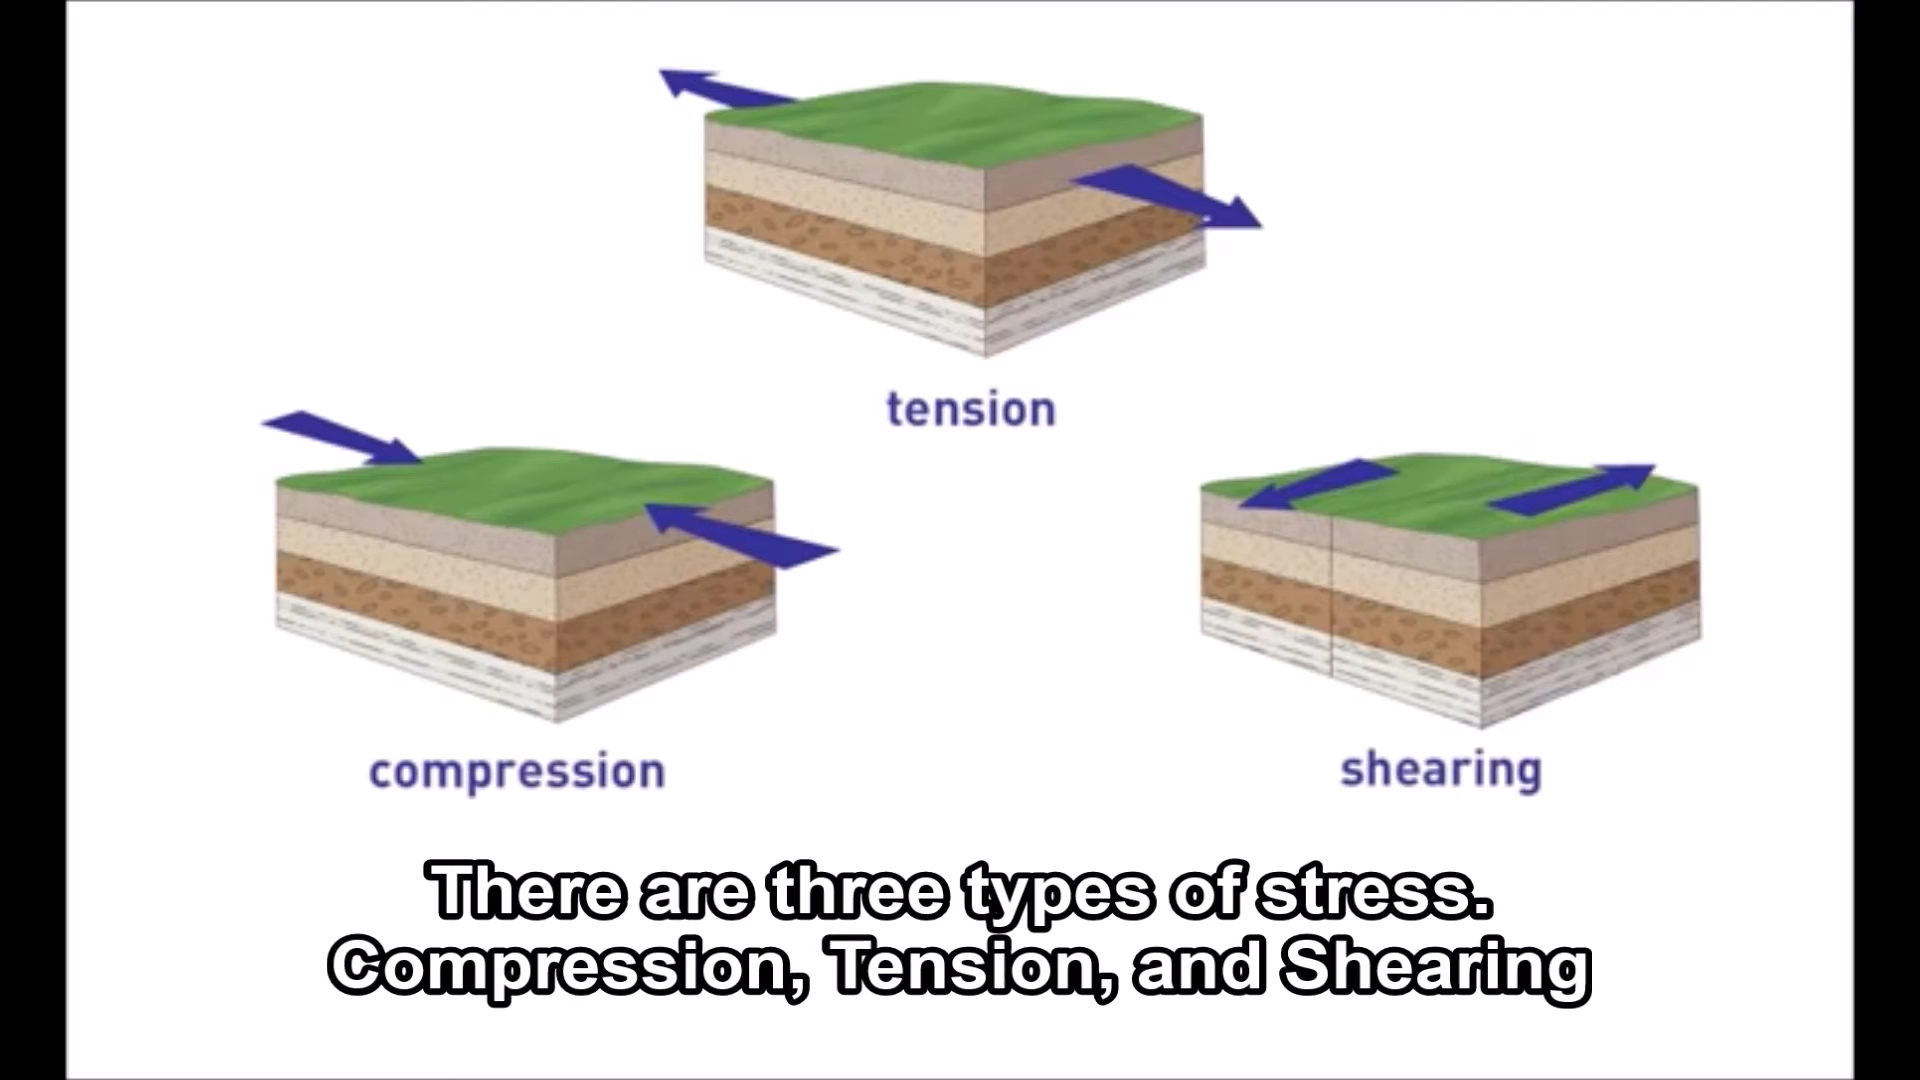 tension
compression
shearing
There are three types of stress.
Compression, Tension, and Shearing